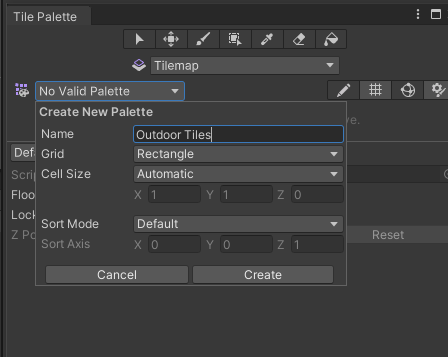 Tile Palette
Tilemap
No Valid Palette
Create New Palette
Name Outdoor Tiles
Grid Rectangle
Cell Size Automatic
X 1 Y 1 Z 0
Sort Mode Default
Sort Axis X 0 Y 0 Z 1
Cancel Create
ve.
Def
Scrip
Floo
Lock
Z Po
Reset